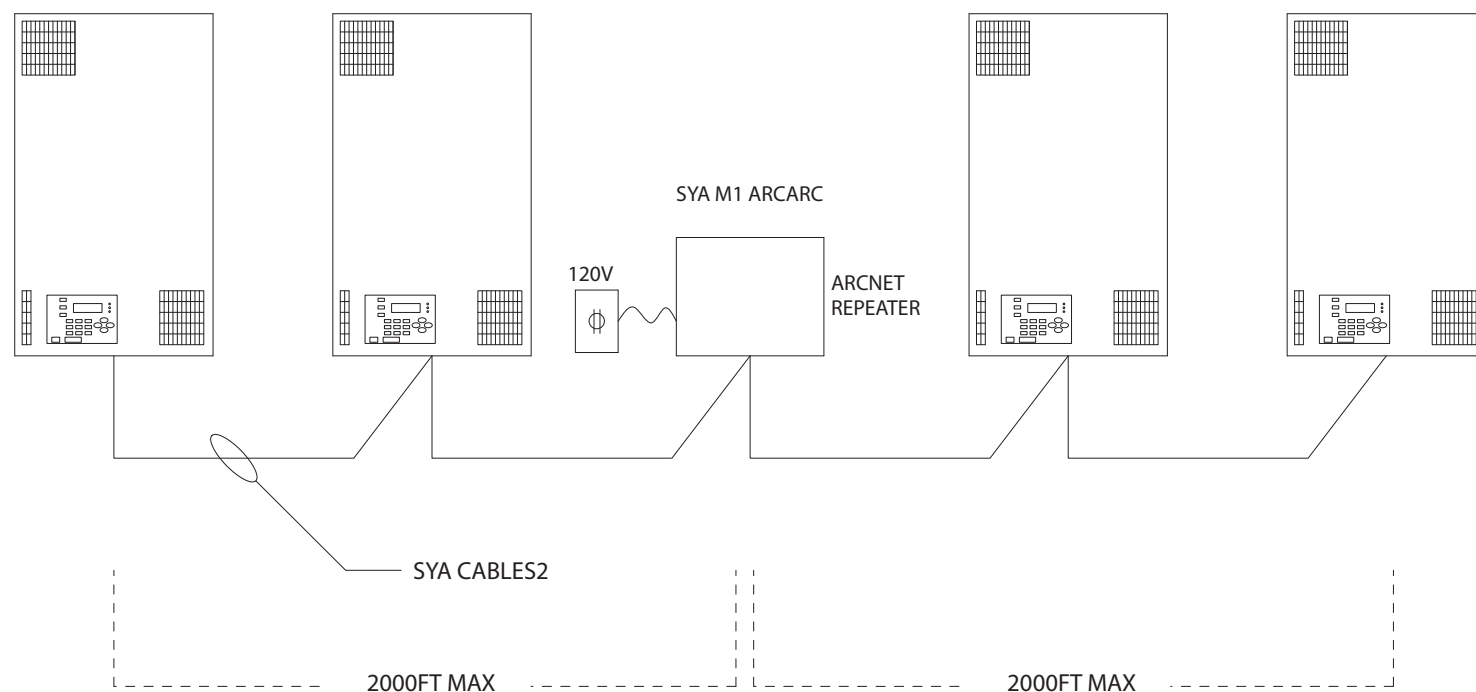 SYA M1 ARCARC
120V
ARCNET
REPEATER
SYA CABLES2
2000FT MAX
2000FT MAX